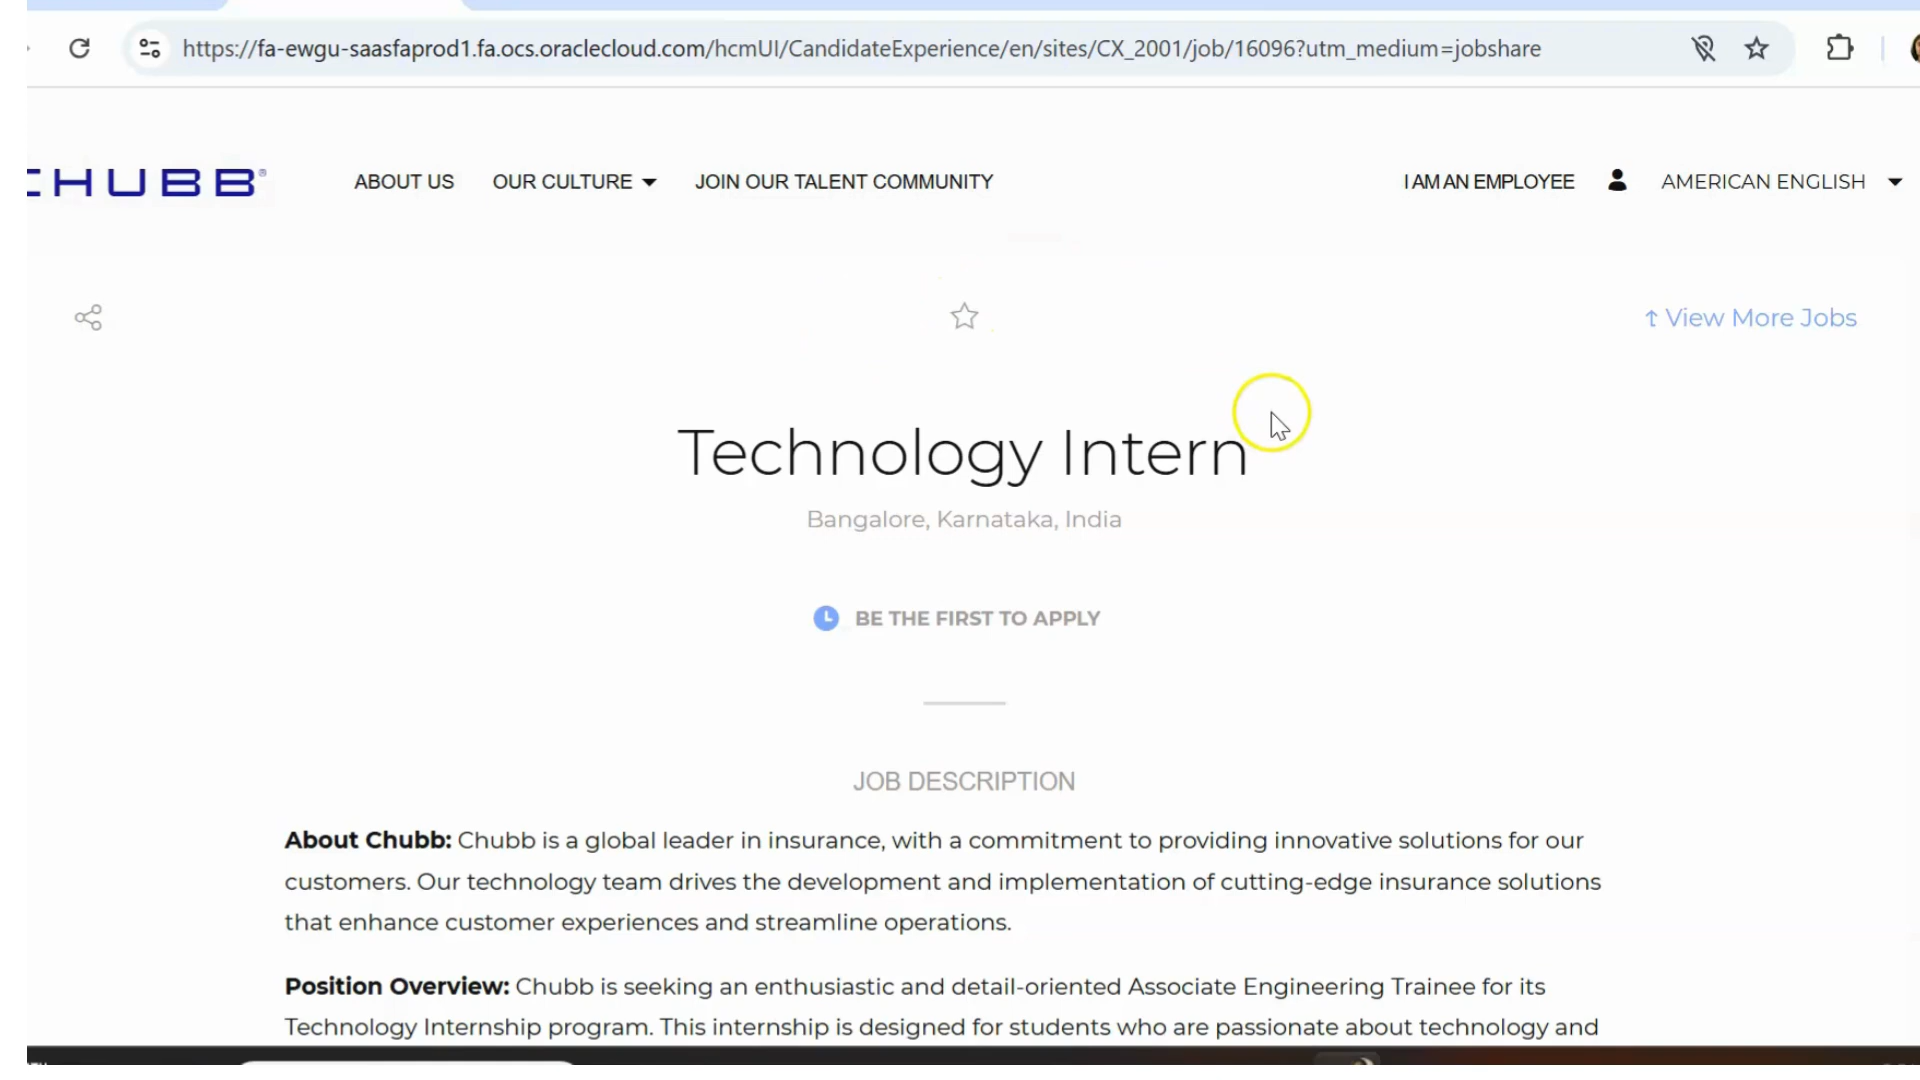 https://fa-ewgu-saasfaprod1.fa.ocs.oraclecloud.com/hcmUI/CandidateExperience/en/sites/CX_2001/job/16096?utm_medium=jobshare
CHUBB®
ABOUT US
OUR CULTURE
JOIN OUR TALENT COMMUNITY
I AM AN EMPLOYEE
AMERICAN ENGLISH
↑ View More Jobs
Technology Intern
Bangalore, Karnataka, India
BE THE FIRST TO APPLY
JOB DESCRIPTION
About Chubb: Chubb is a global leader in insurance, with a commitment to providing innovative solutions for our
customers. Our technology team drives the development and implementation of cutting-edge insurance solutions
that enhance customer experiences and streamline operations.
Position Overview: Chubb is seeking an enthusiastic and detail-oriented Associate Engineering Trainee for its
Technology Internship program. This internship is designed for students who are passionate about technology and